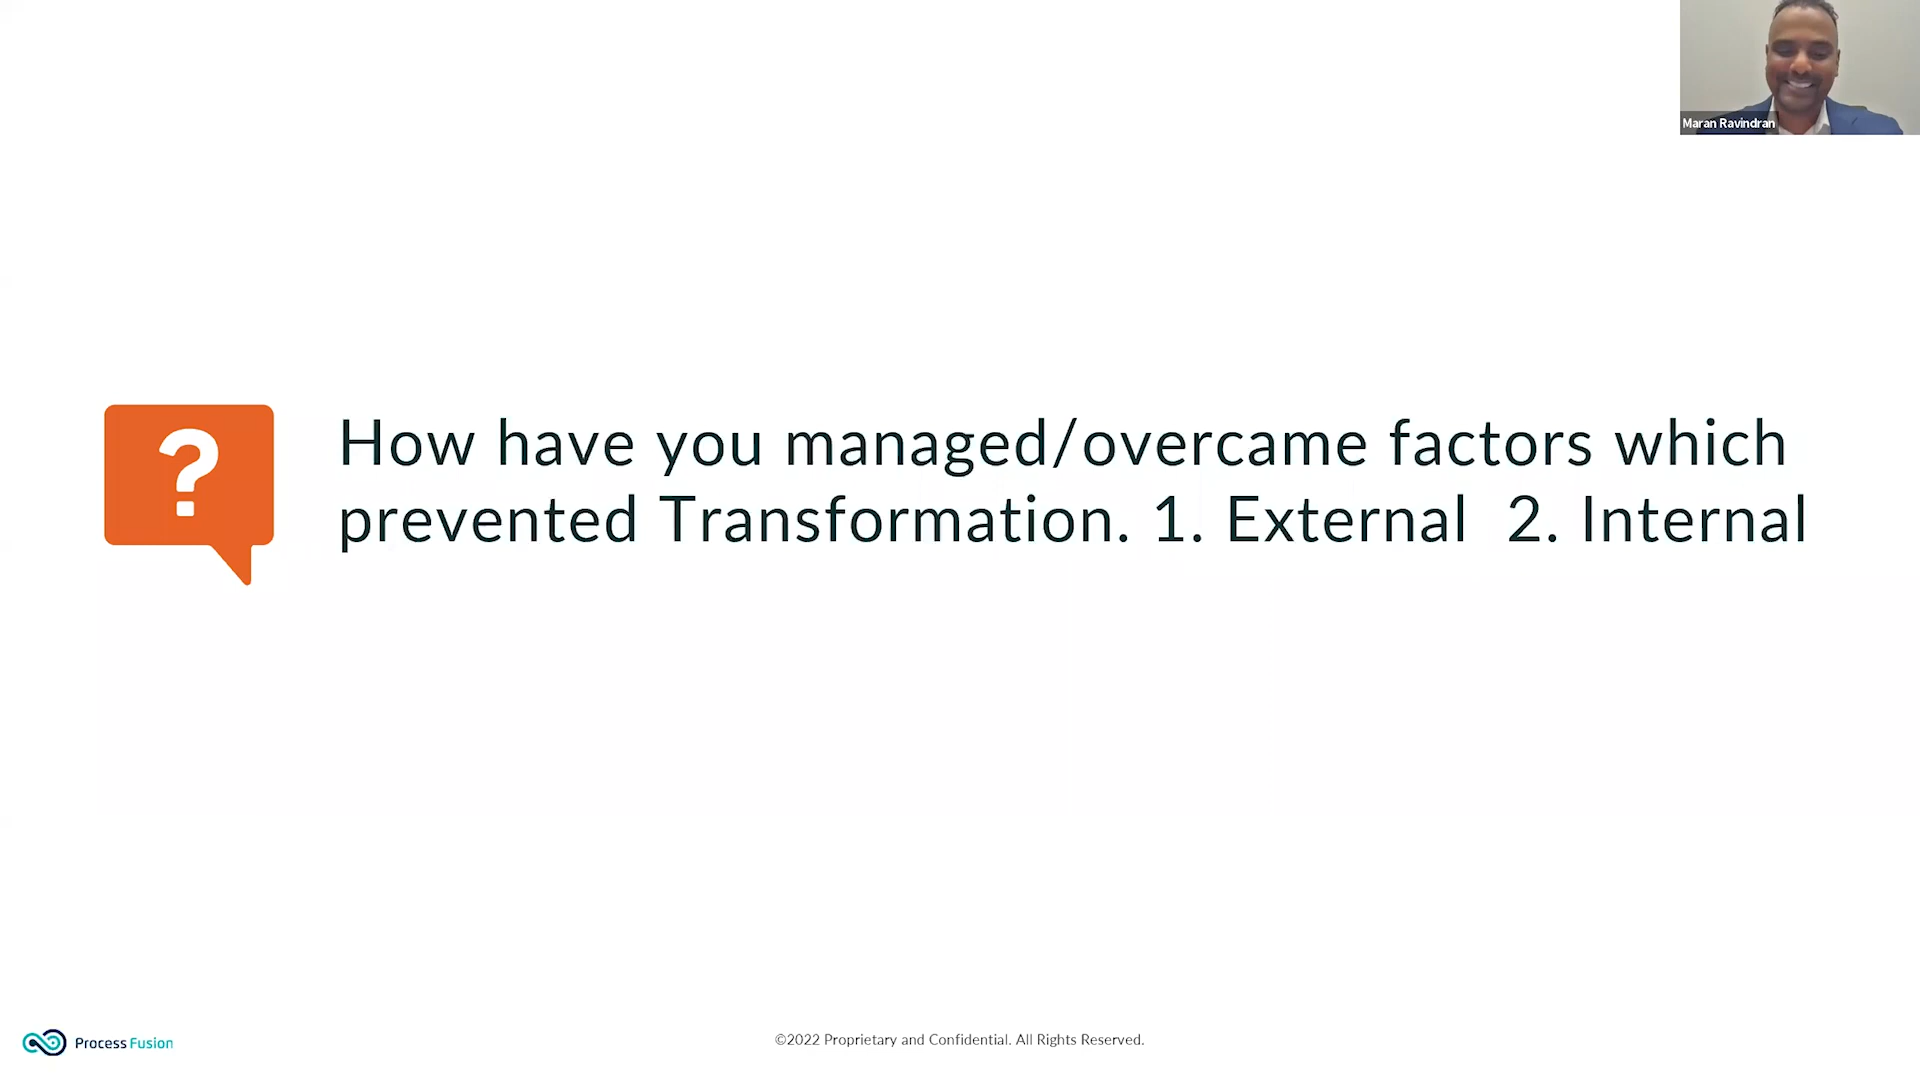 Maran Ravindran
?
How have you managed/overcame factors which
prevented Transformation. 1. External 2. Internal
Process Fusion
©2022 Proprietary and Confidential. All Rights Reserved.